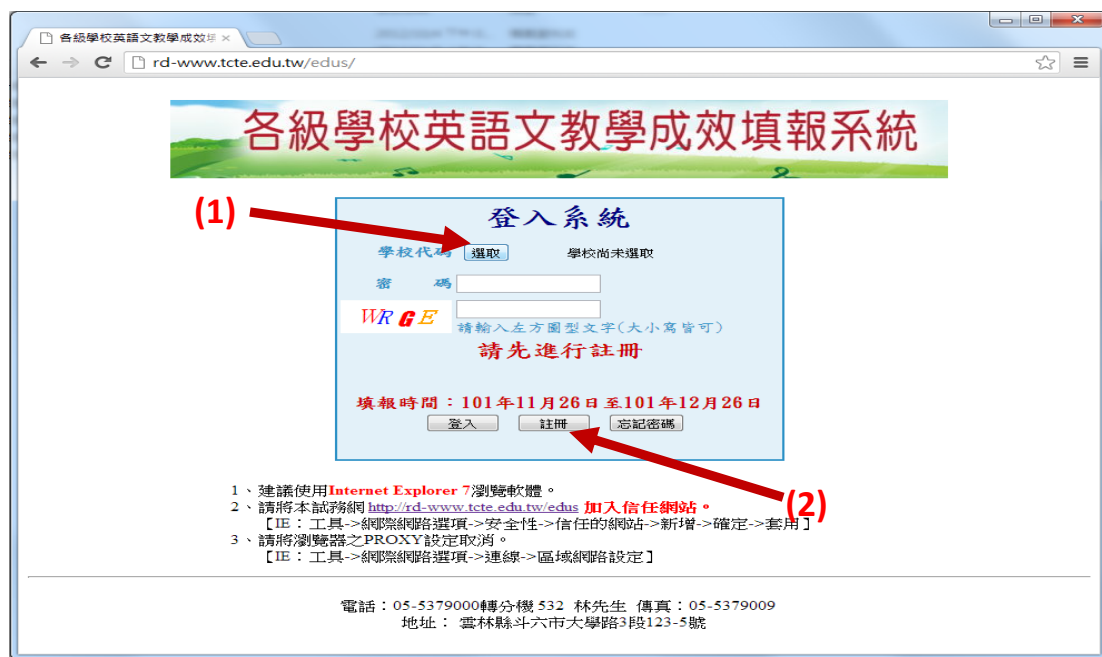 各級學校英語文教學成效填 ×
rd-www.tcte.edu.tw/edus/
各級學校英語文教學成效填報系統
(1)
登入系統
學校代碼 選取 學校尚未選取
密 碼
WRGE
請輸入左方圖型文字(大小寫皆可)
請先進行註冊
填報時間：101年11月26日至101年12月26日
登入 註冊 忘記密碼
(2)
1、建議使用Internet Explorer 7瀏覽軟體。
2、請將本試務網 http://rd-www.tcte.edu.tw/edus 加入信任網站。
【IE：工具->網際網路選項->安全性->信任的網站->新增->確定->套用】
3、請將瀏覽器之PROXY設定取消。
【IE：工具->網際網路選項->連線->區域網路設定】
電話：05-5379000轉分機 532 林先生 傳真：05-5379009
地址： 雲林縣斗六市大學路3段123-5號